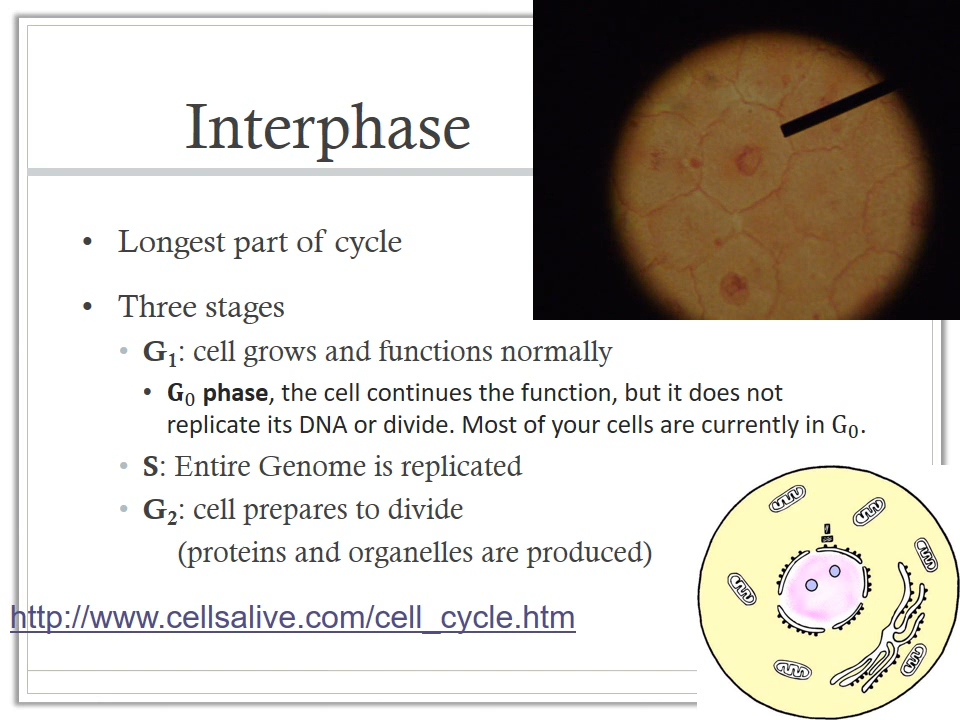 Interphase
• Longest part of cycle
• Three stages
• G₁: cell grows and functions normally
• G₀ phase, the cell continues the function, but it does not
replicate its DNA or divide. Most of your cells are currently in G₀.
• S: Entire Genome is replicated
• G₂: cell prepares to divide
(proteins and organelles are produced)
http://www.cellsalive.com/cell_cycle.htm